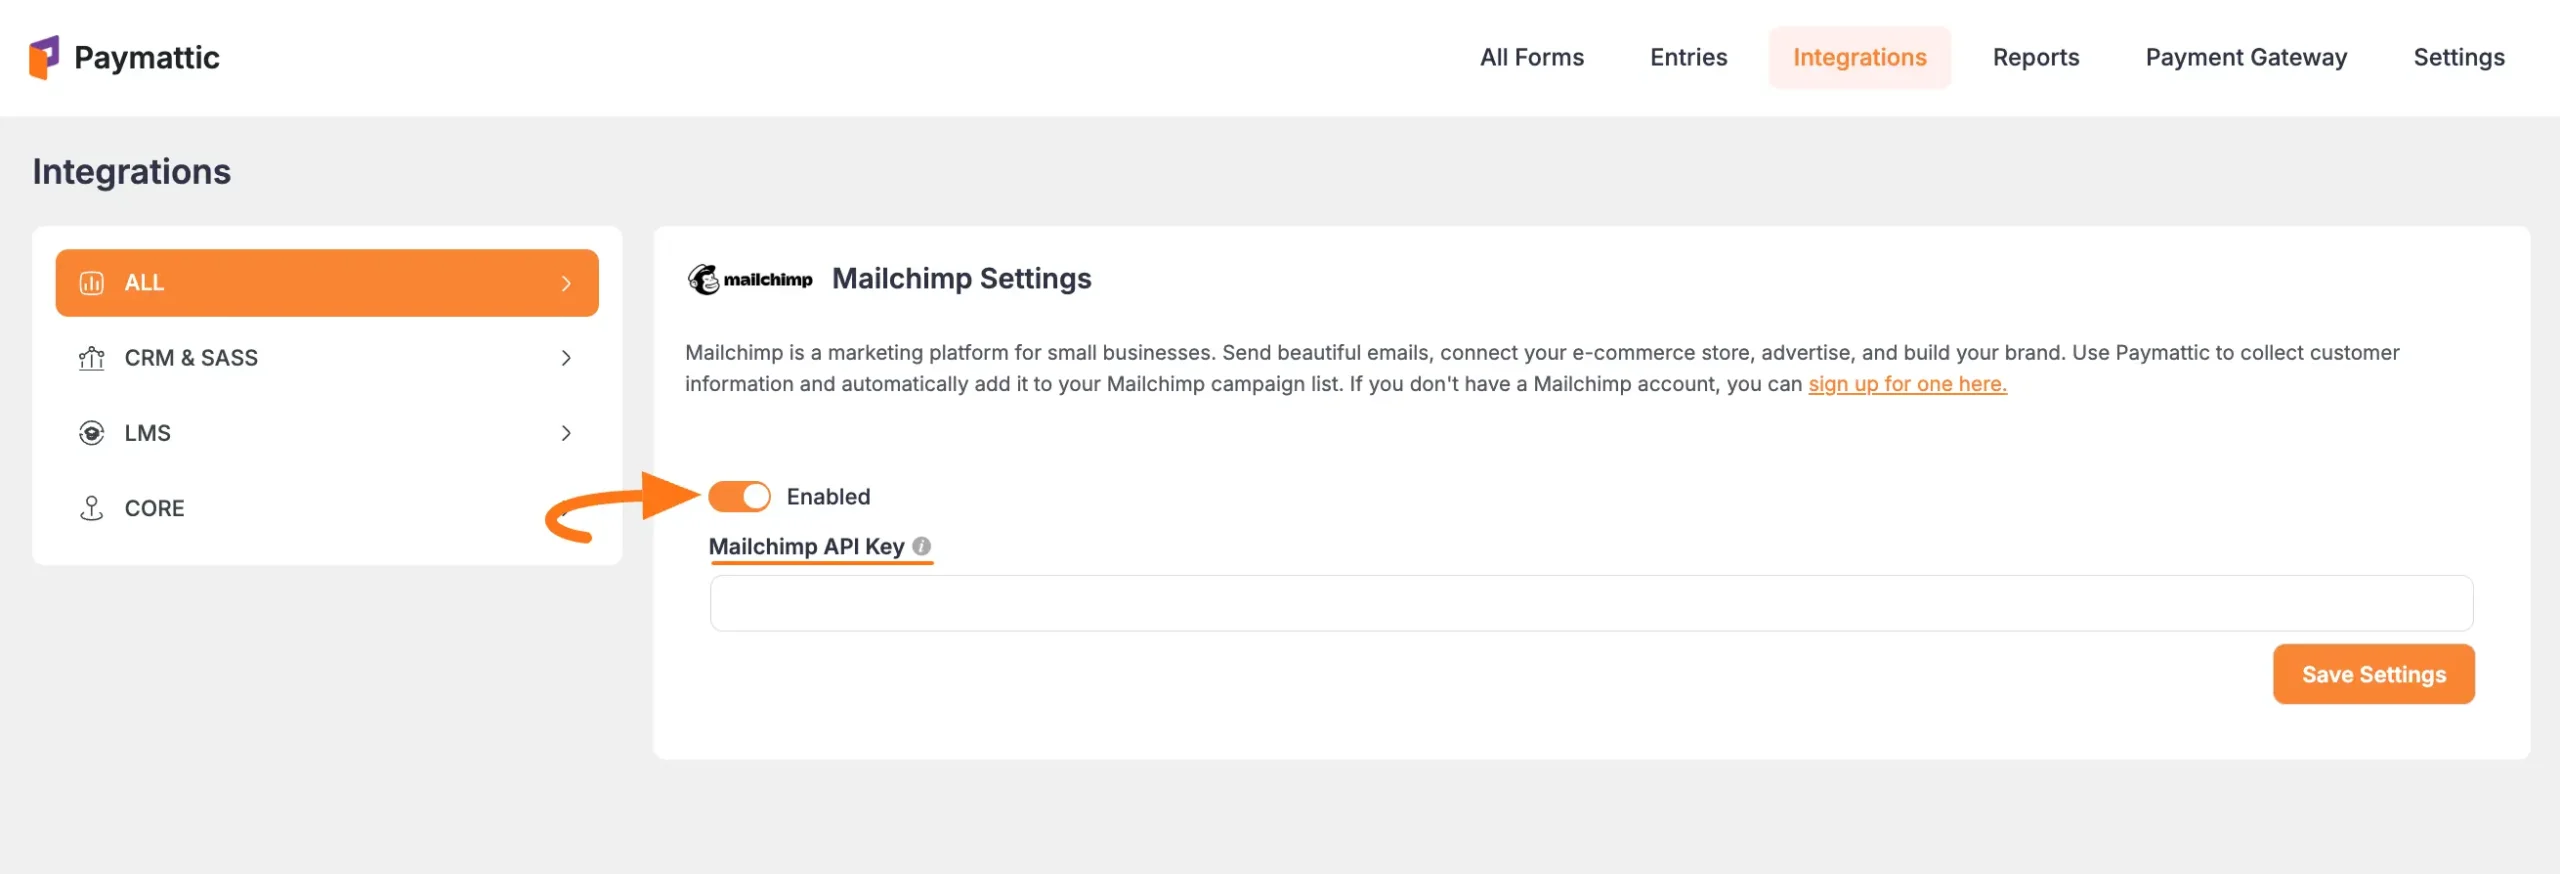 Paymattic
All Forms
Entries
Integrations
Reports
Payment Gateway
Settings
Integrations
ALL
CRM & SASS
LMS
CORE
mailchimp
Mailchimp Settings
Mailchimp is a marketing platform for small businesses. Send beautiful emails, connect your e-commerce store, advertise, and build your brand. Use Paymattic to collect customer
information and automatically add it to your Mailchimp campaign list. If you don't have a Mailchimp account, you can sign up for one here.
Enabled
Mailchimp API Key
Save Settings